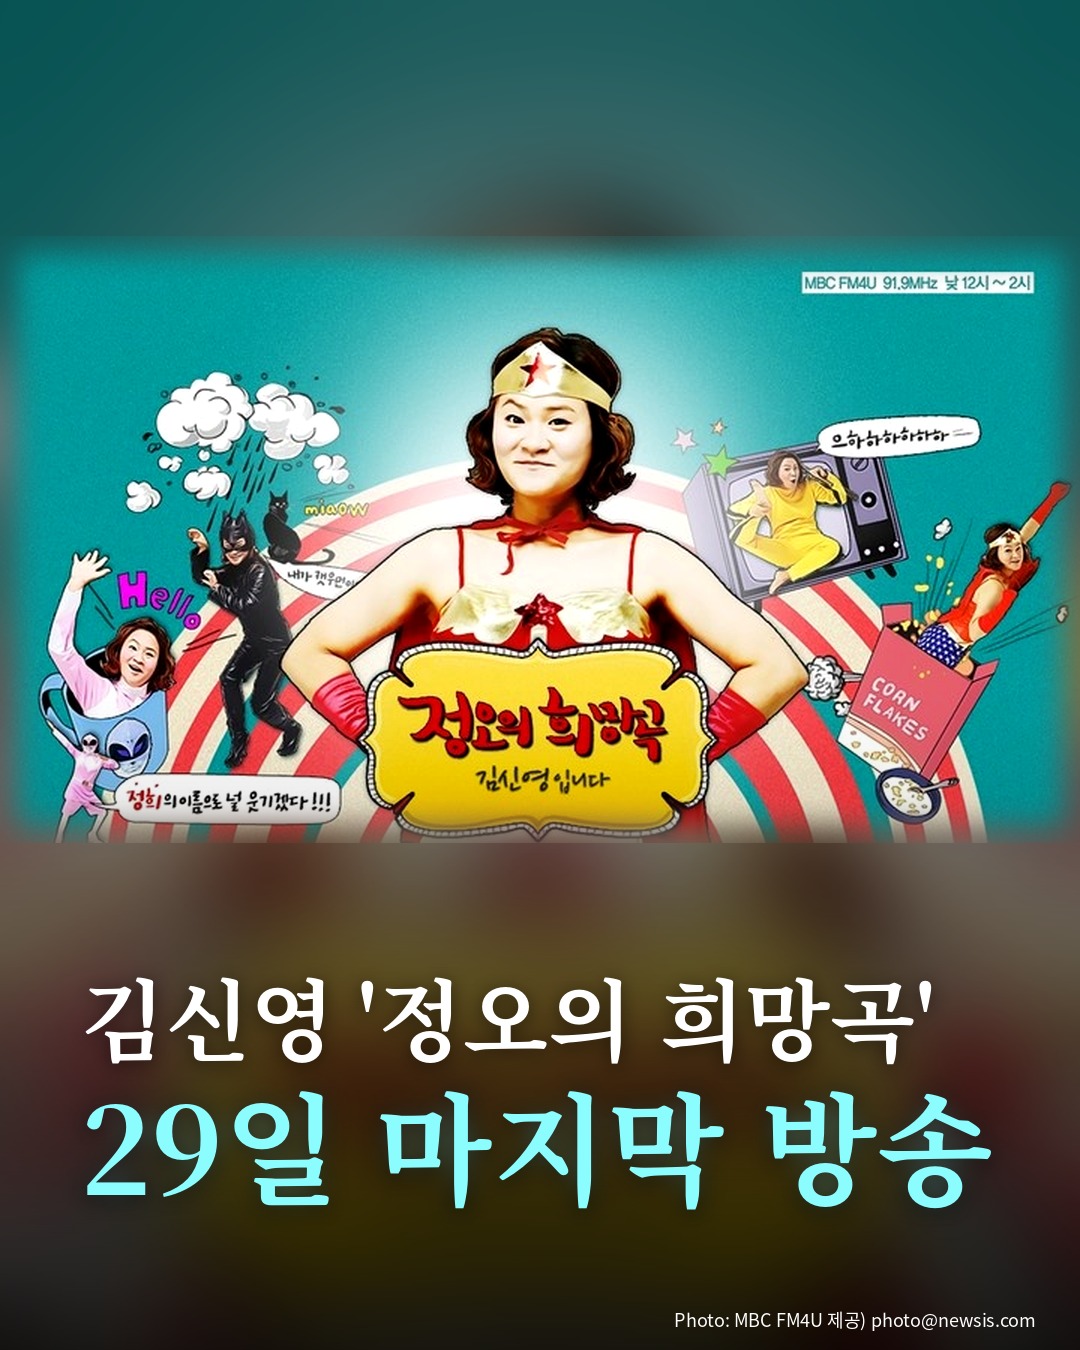 MBC FM4U 91.9MHz 낮 12시 ~ 2시
으하하하하하하
miaow
내가 캣우먼이
Hello
CORN
FLAKES
정오의 희망곡
김신영입니다
정희의 이름으로 널 웃기겠다!!!
김신영 '정오의 희망곡'
29일 마지막 방송
Photo: MBC FM4U 제공) photo@newsis.com